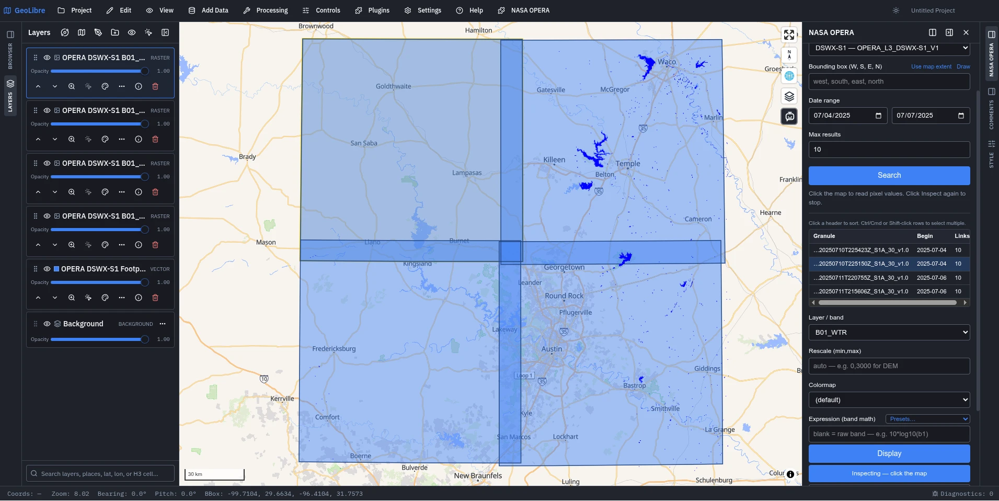 GeoLibre Project Edit View Add Data Processing Controls Plugins Settings Help NASA OPERA Untitled Project
BROWSER
LAYERS
Layers
OPERA DSWX-S1 B01_... RASTER
Opacity 1.00
OPERA DSWX-S1 B01_... RASTER
Opacity 1.00
OPERA DSWX-S1 B01_... RASTER
Opacity 1.00
OPERA DSWX-S1 B01_... RASTER
Opacity 1.00
OPERA DSWX-S1 Footp... VECTOR
Opacity 1.00
Background BACKGROUND
Opacity 1.00
Search layers, places, lat, lon, or H3 cell...
Brownwood
Hamilton
Waco
Goldthwaite
Gatesville
McGregor
Marlin
35
San Saba
Brady
Killeen
Temple
Lampasas
Belton
Franklin
35
Hearne
Cameron
Mason
Llano
Burnet
Kingsland
Georgetown
Leander
Round Rock
Pflugerville
Lakeway
35
Fredericksburg
Austin
Giddings
10
Loop 1
35
Bastrop
Kerrville
Smithville
Comfort
Kyle
San Marcos
Lockhart
La Grange
Boerne
Bulverde
New Braunfels
Luling
Schulenburg
30 km
N
NASA OPERA
DSWX-S1 — OPERA_L3_DSWX-S1_V1
Bounding box (W, S, E, N) Use map extent Draw
west, south, east, north
Date range
07/04/2025 07/07/2025
Max results
10
Search
Click the map to read pixel values. Click Inspect again to
stop.
Click a header to sort. Ctrl/Cmd or Shift-click rows to select multiple.
Granule Begin Links
...20250710T225423Z_S1A_30_v1.0 2025-07-04 10
...20250710T225150Z_S1A_30_v1.0 2025-07-04 10
...20250711T220755Z_S1A_30_v1.0 2025-07-06 10
...20250711T215606Z_S1A_30_v1.0 2025-07-06 10
Layer / band
B01_WTR
Rescale (min,max)
auto — e.g. 0,3000 for DEM
Colormap
(default)
Expression (band math) Presets...
blank = raw band — e.g. 10*log10(b1)
Display
Inspecting — click the map
NASA OPERA
COMMENTS
STYLE
Coords: — Zoom: 8.02 Bearing: 0.0° Pitch: 0.0° BBox: -99.7104, 29.6634, -96.4104, 31.7573 Diagnostics: 0